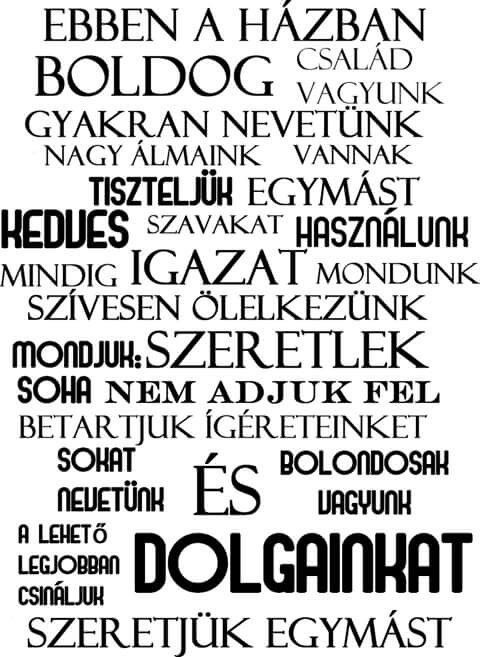 EBBEN A HÁZBAN
BOLDOG CSALÁD
VAGYUNK
GYAKRAN NEVETÜNK
NAGY ÁLMAINK VANNAK
TISZTELJÜK EGYMÁST
KEDVES SZAVAKAT HASZNÁLUNK
MINDIG IGAZAT MONDUNK
SZÍVESEN ÖLELKEZÜNK
MONDJUK: SZERETLEK
SOHA NEM ADJUK FEL
BETARTJUK ÍGÉRETEINKET
SOKAT
NEVETÜNK
ÉS
BOLONDOSAK
VAGYUNK
A LEHETŐ
LEGJOBBAN
CSINÁLJUK
DOLGAINKAT
SZERETJÜK EGYMÁST